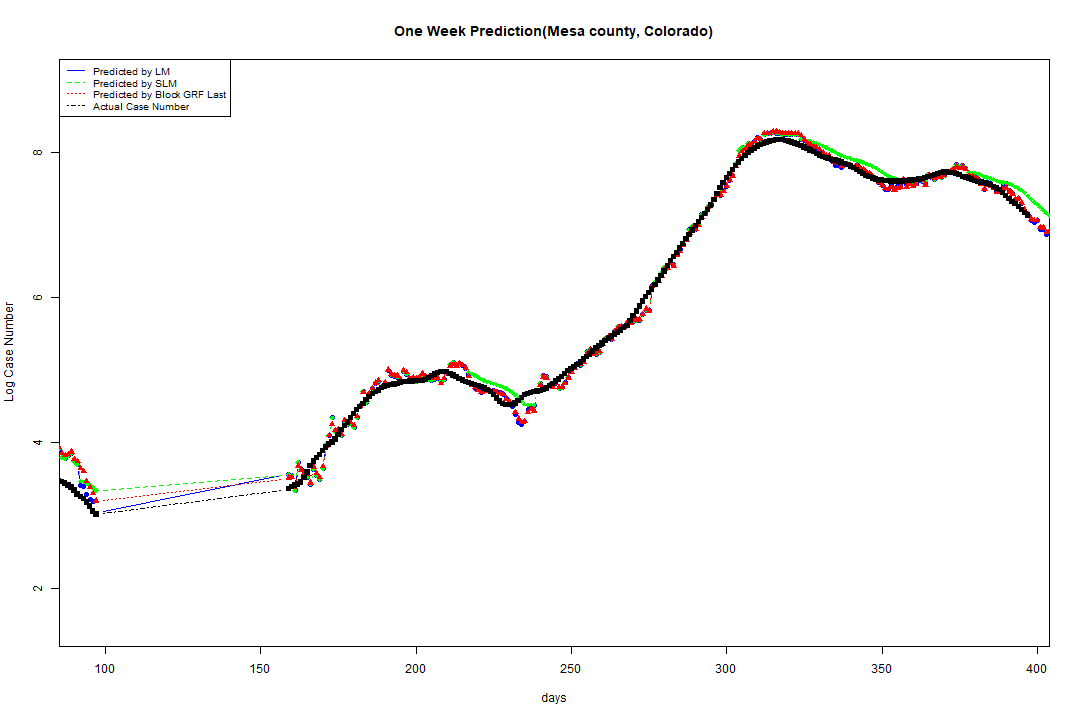 One Week Prediction(Mesa county, Colorado)
Predicted by LM
Predicted by SLM
Predicted by Block GRF Last
Actual Case Number
Log Case Number
8
6
4
2
100 150 200 250 300 350 400
days